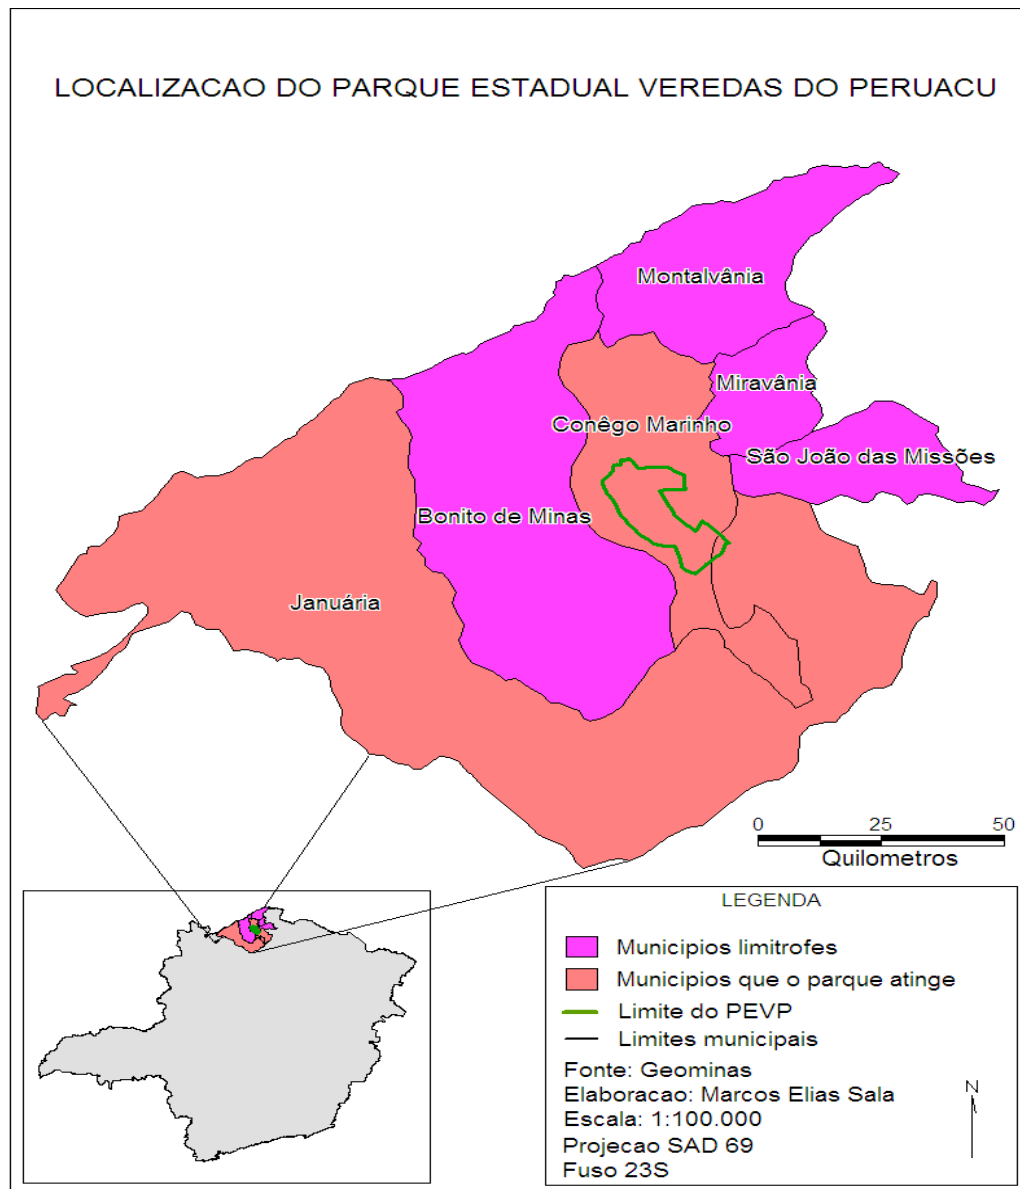 LOCALIZACAO DO PARQUE ESTADUAL VEREDAS DO PERUACU
Montalvânia
Miravânia
Conêgo Marinho
São João das Missões
Bonito de Minas
Januária
0 25 50
Quilometros
LEGENDA
Municipios limitrofes
Municipios que o parque atinge
Limite do PEVP
Limites municipais
Fonte: Geominas
Elaboracao: Marcos Elias Sala
Escala: 1:100.000
Projecao SAD 69
Fuso 23S
N